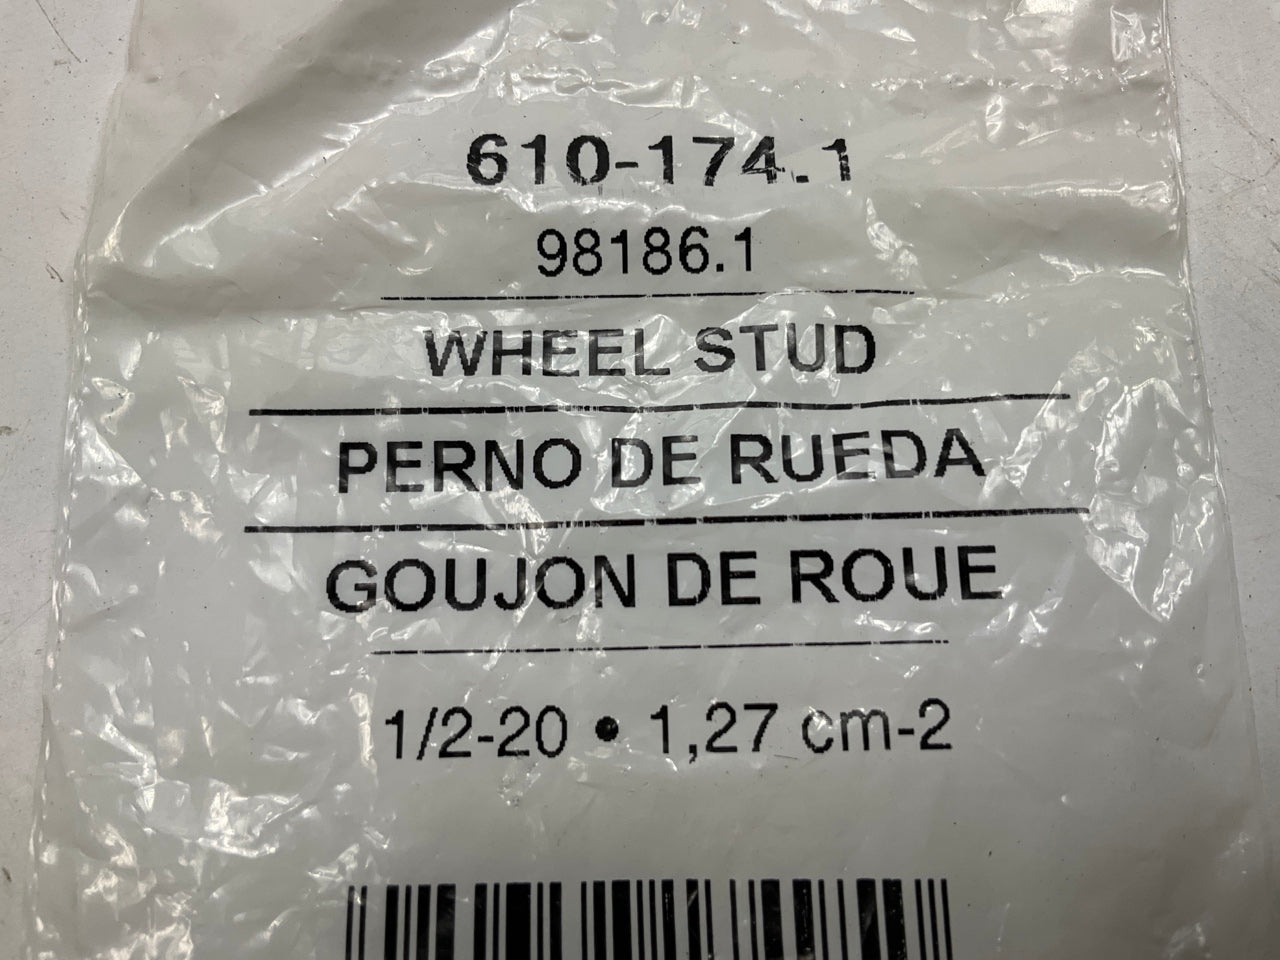 610-174.1
98186.1
WHEEL STUD
PERNO DE RUEDA
GOUJON DE ROUE
1/2-20 • 1,27 cm-2